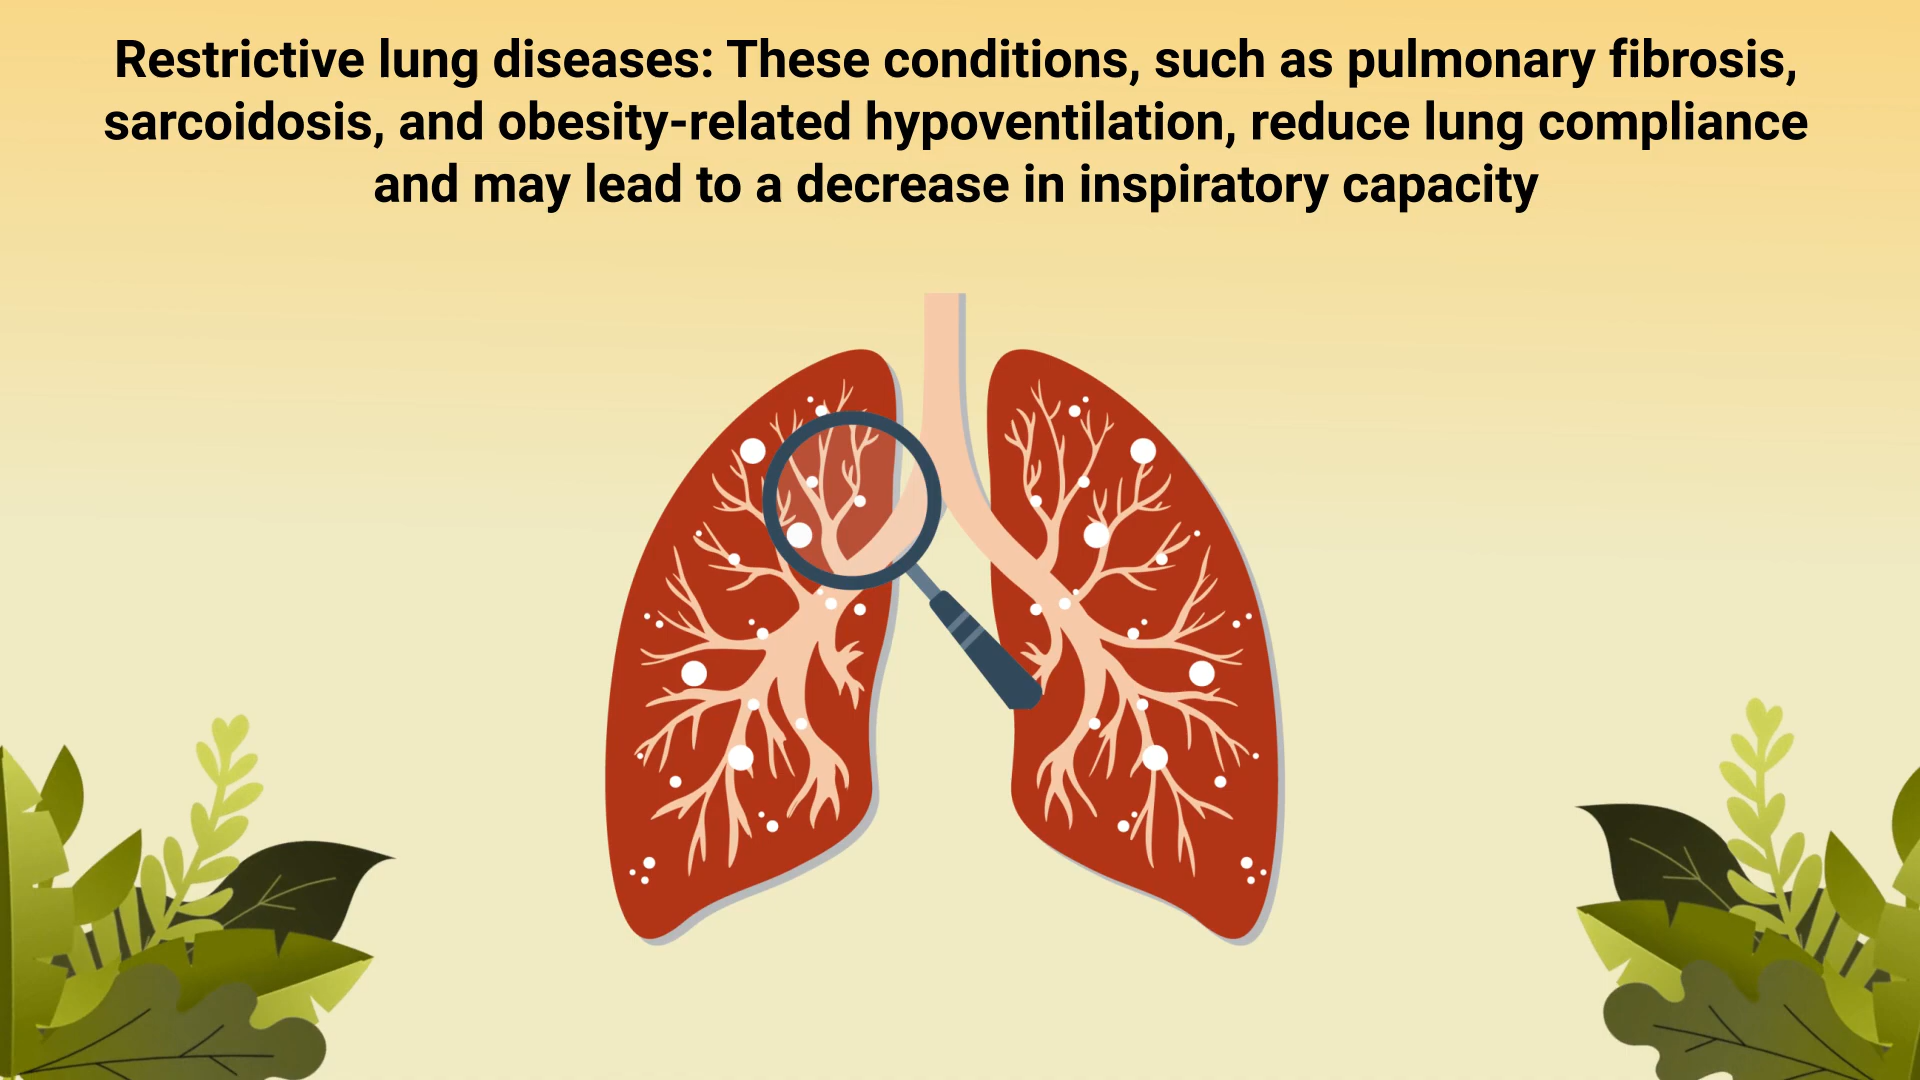 Restrictive lung diseases: These conditions, such as pulmonary fibrosis,
sarcoidosis, and obesity-related hypoventilation, reduce lung compliance
and may lead to a decrease in inspiratory capacity